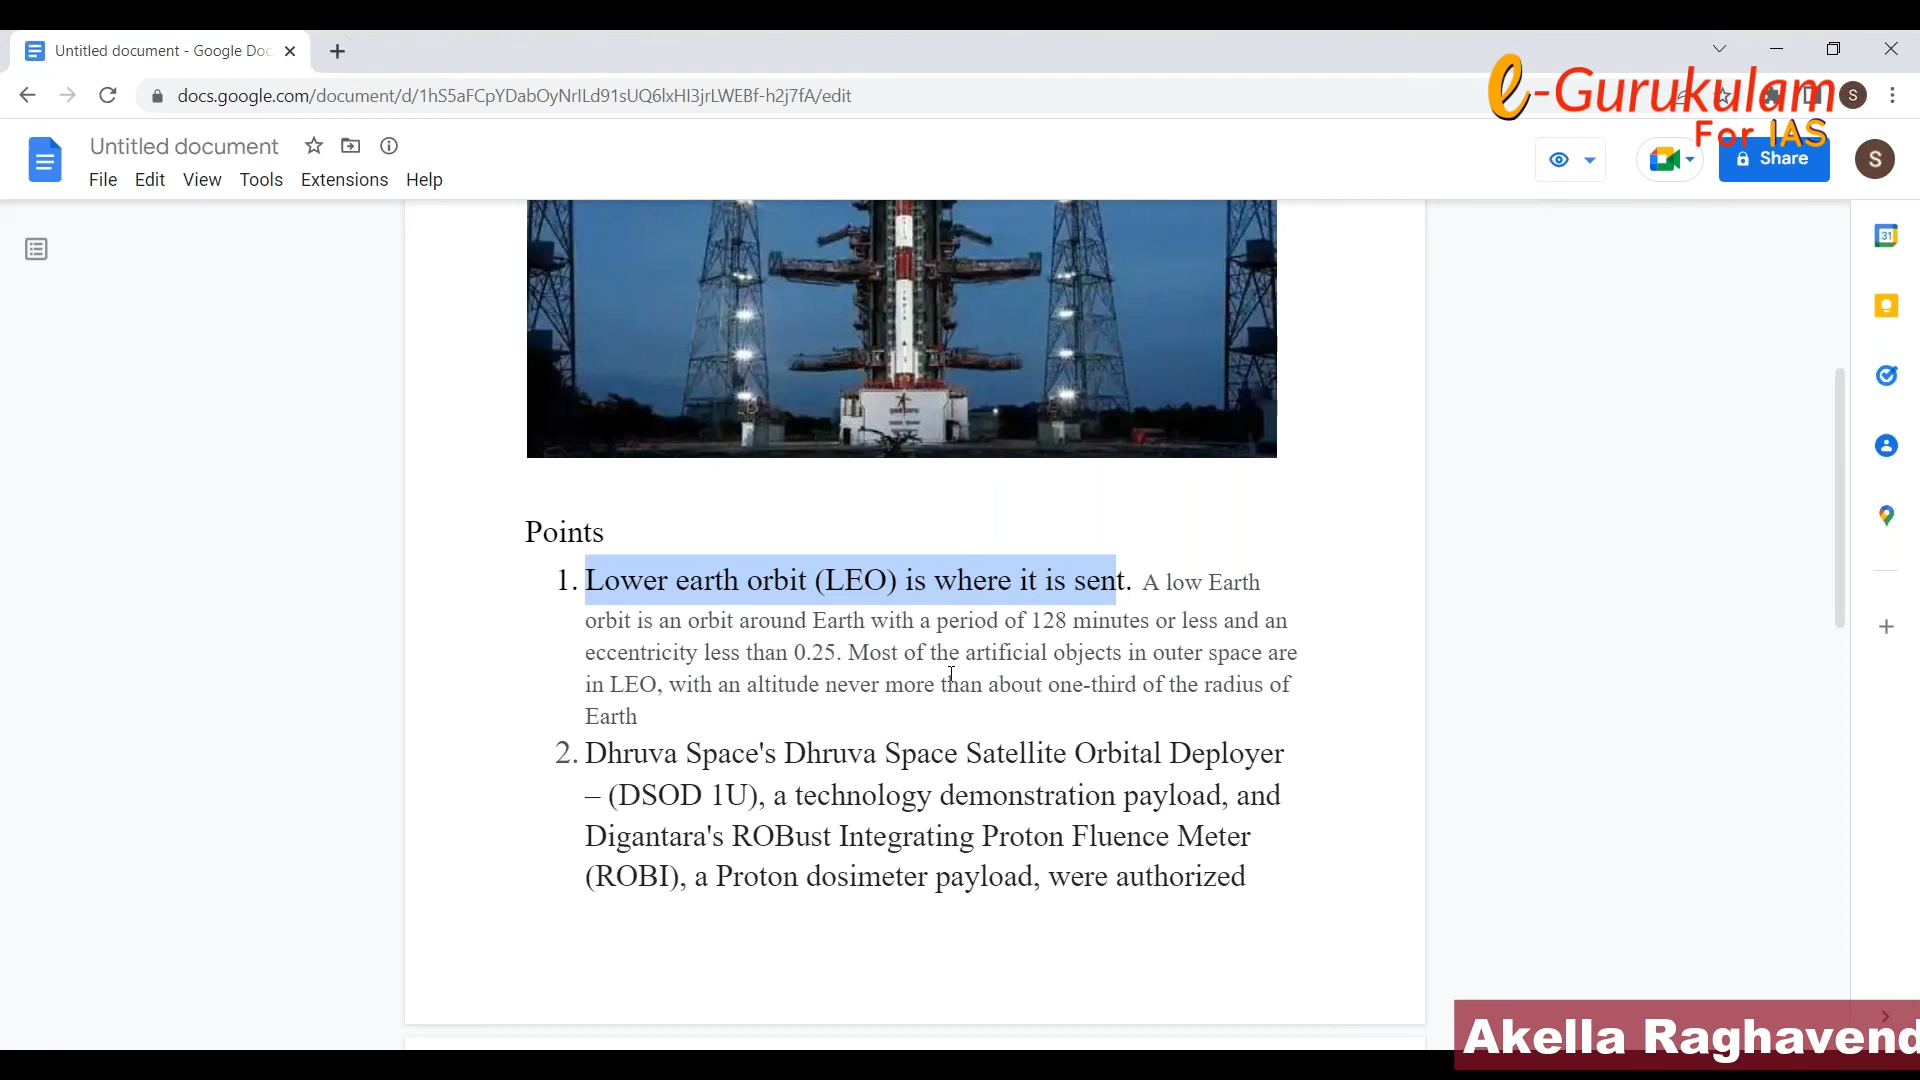 Untitled document - Google Doc
docs.google.com/document/d/1hS5aFCpYDabOyNrILd91sUQ6lxHI3jrLWEBf-h2j7fA/edit
S
e-Gurukulam
For IAS
Untitled document
File Edit View Tools Extensions Help
Share
S
31
Points
1. Lower earth orbit (LEO) is where it is sent. A low Earth
orbit is an orbit around Earth with a period of 128 minutes or less and an
eccentricity less than 0.25. Most of the artificial objects in outer space are
in LEO, with an altitude never more than about one-third of the radius of
Earth
2. Dhruva Space's Dhruva Space Satellite Orbital Deployer
– (DSOD 1U), a technology demonstration payload, and
Digantara's ROBust Integrating Proton Fluence Meter
(ROBI), a Proton dosimeter payload, were authorized
Akella Raghavend